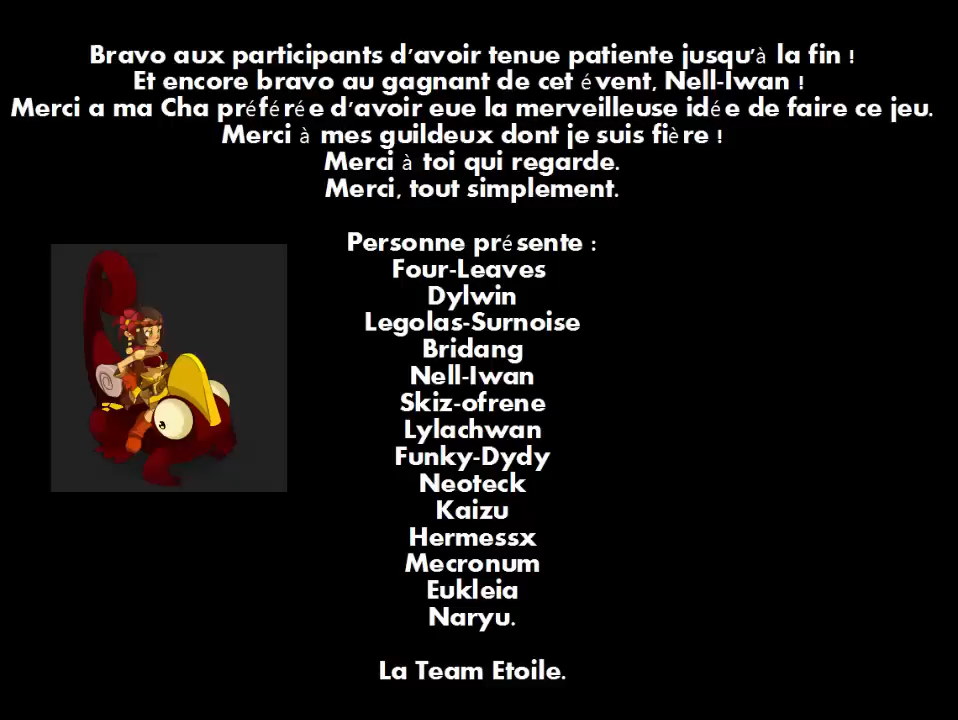 Bravo aux participants d'avoir tenue patiente jusqu'à la fin !
Et encore bravo au gagnant de cet évent, Nell-Iwan !
Merci a ma Cha préférée d'avoir eue la merveilleuse idée de faire ce jeu.
Merci à mes guildeux dont je suis fière !
Merci à toi qui regarde.
Merci, tout simplement.
Personne présente :
Four-Leaves
Dylwin
Legolas-Surnoise
Bridang
Nell-Iwan
Skiz-ofrene
Lylachwan
Funky-Dydy
Neoteck
Kaizu
Hermessx
Mecronum
Eukleia
Naryu.
La Team Etoile.